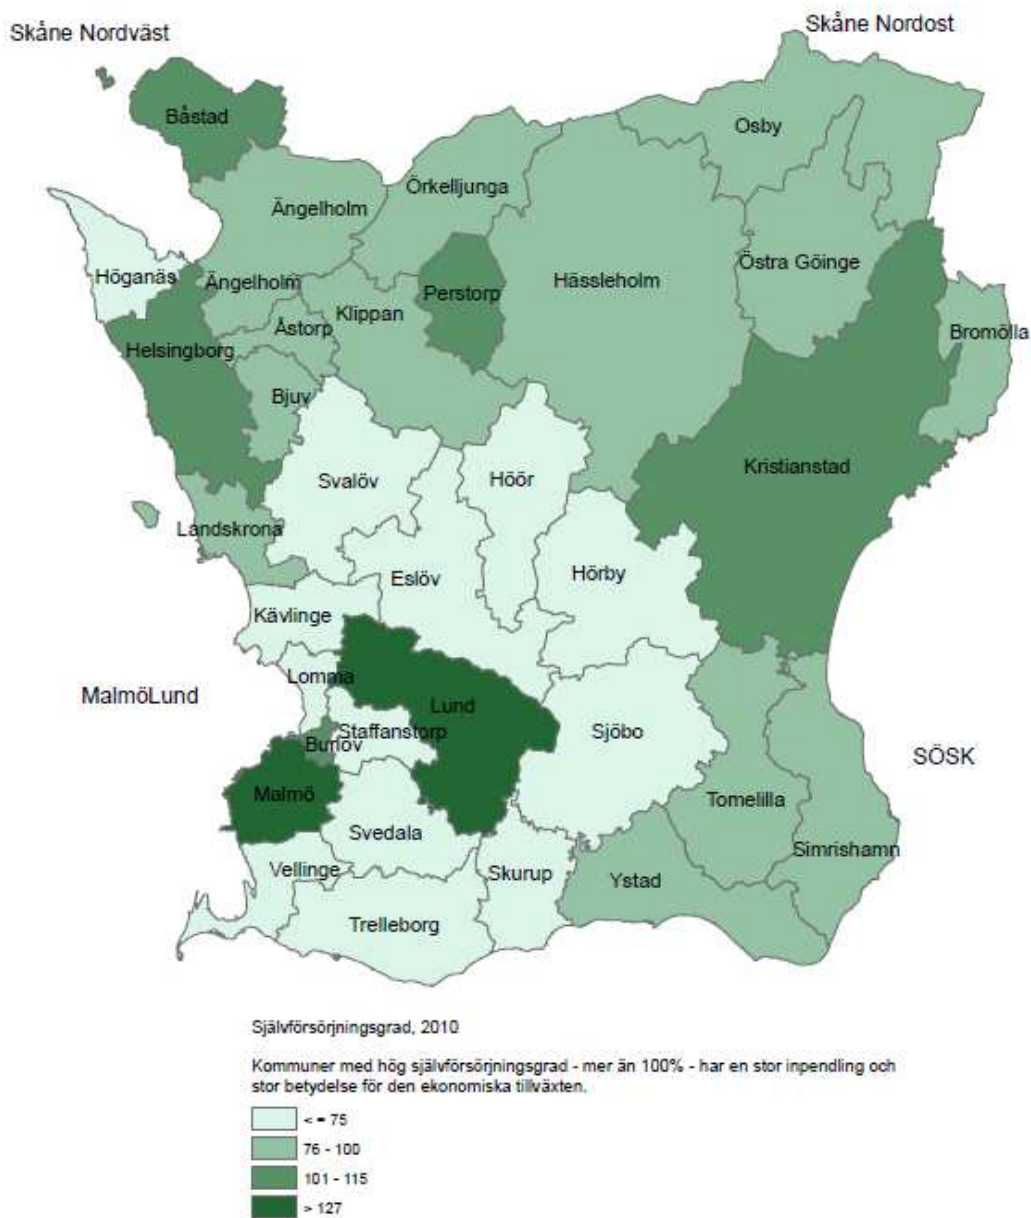 Skåne Nordost
Skåne Nordväst
Båstad
Osby
Örkelljunga
Ängelholm
Östra Göinge
Höganäs
Ängelholm
Hässleholm
Perstorp
Klippan
Åstorp
Bromölla
Helsingborg
Bjuv
Kristianstad
Svalöv
Höör
Landskrona
Hörby
Eslöv
Kävlinge
Lomma
MalmöLund
Lund
Staffanstorp
Sjöbo
Burlöv
SÖSK
Malmö
Tomelilla
Svedala
Simrishamn
Vellinge
Skurup
Ystad
Trelleborg
Självförsörjningsgrad, 2010
Kommuner med hög självförsörjningsgrad - mer än 100% - har en stor inpendling och
stor betydelse för den ekonomiska tillväxten.
< = 75
76 - 100
101 - 115
> 127